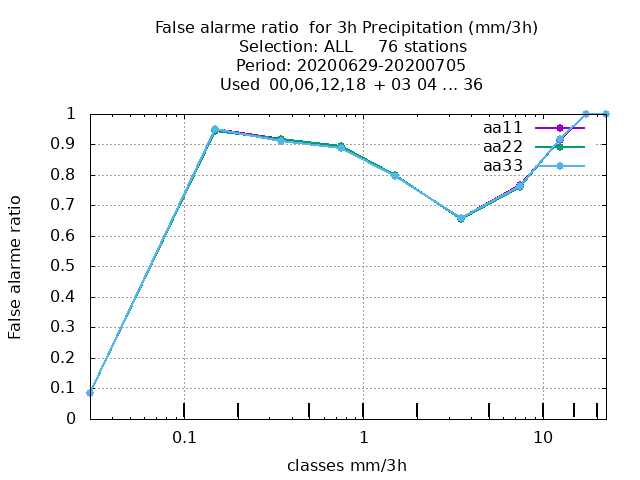 False alarme ratio  for 3h Precipitation (mm/3h)
Selection: ALL     76 stations
Period: 20200629-20200705
Used  00,06,12,18  + 03 04 ... 36
aa11
aa22
aa33
1
0.9
0.8
0.7
0.6
0.5
0.4
0.3
0.2
0.1
0
False alarme ratio
0.1
1
10
classes mm/3h